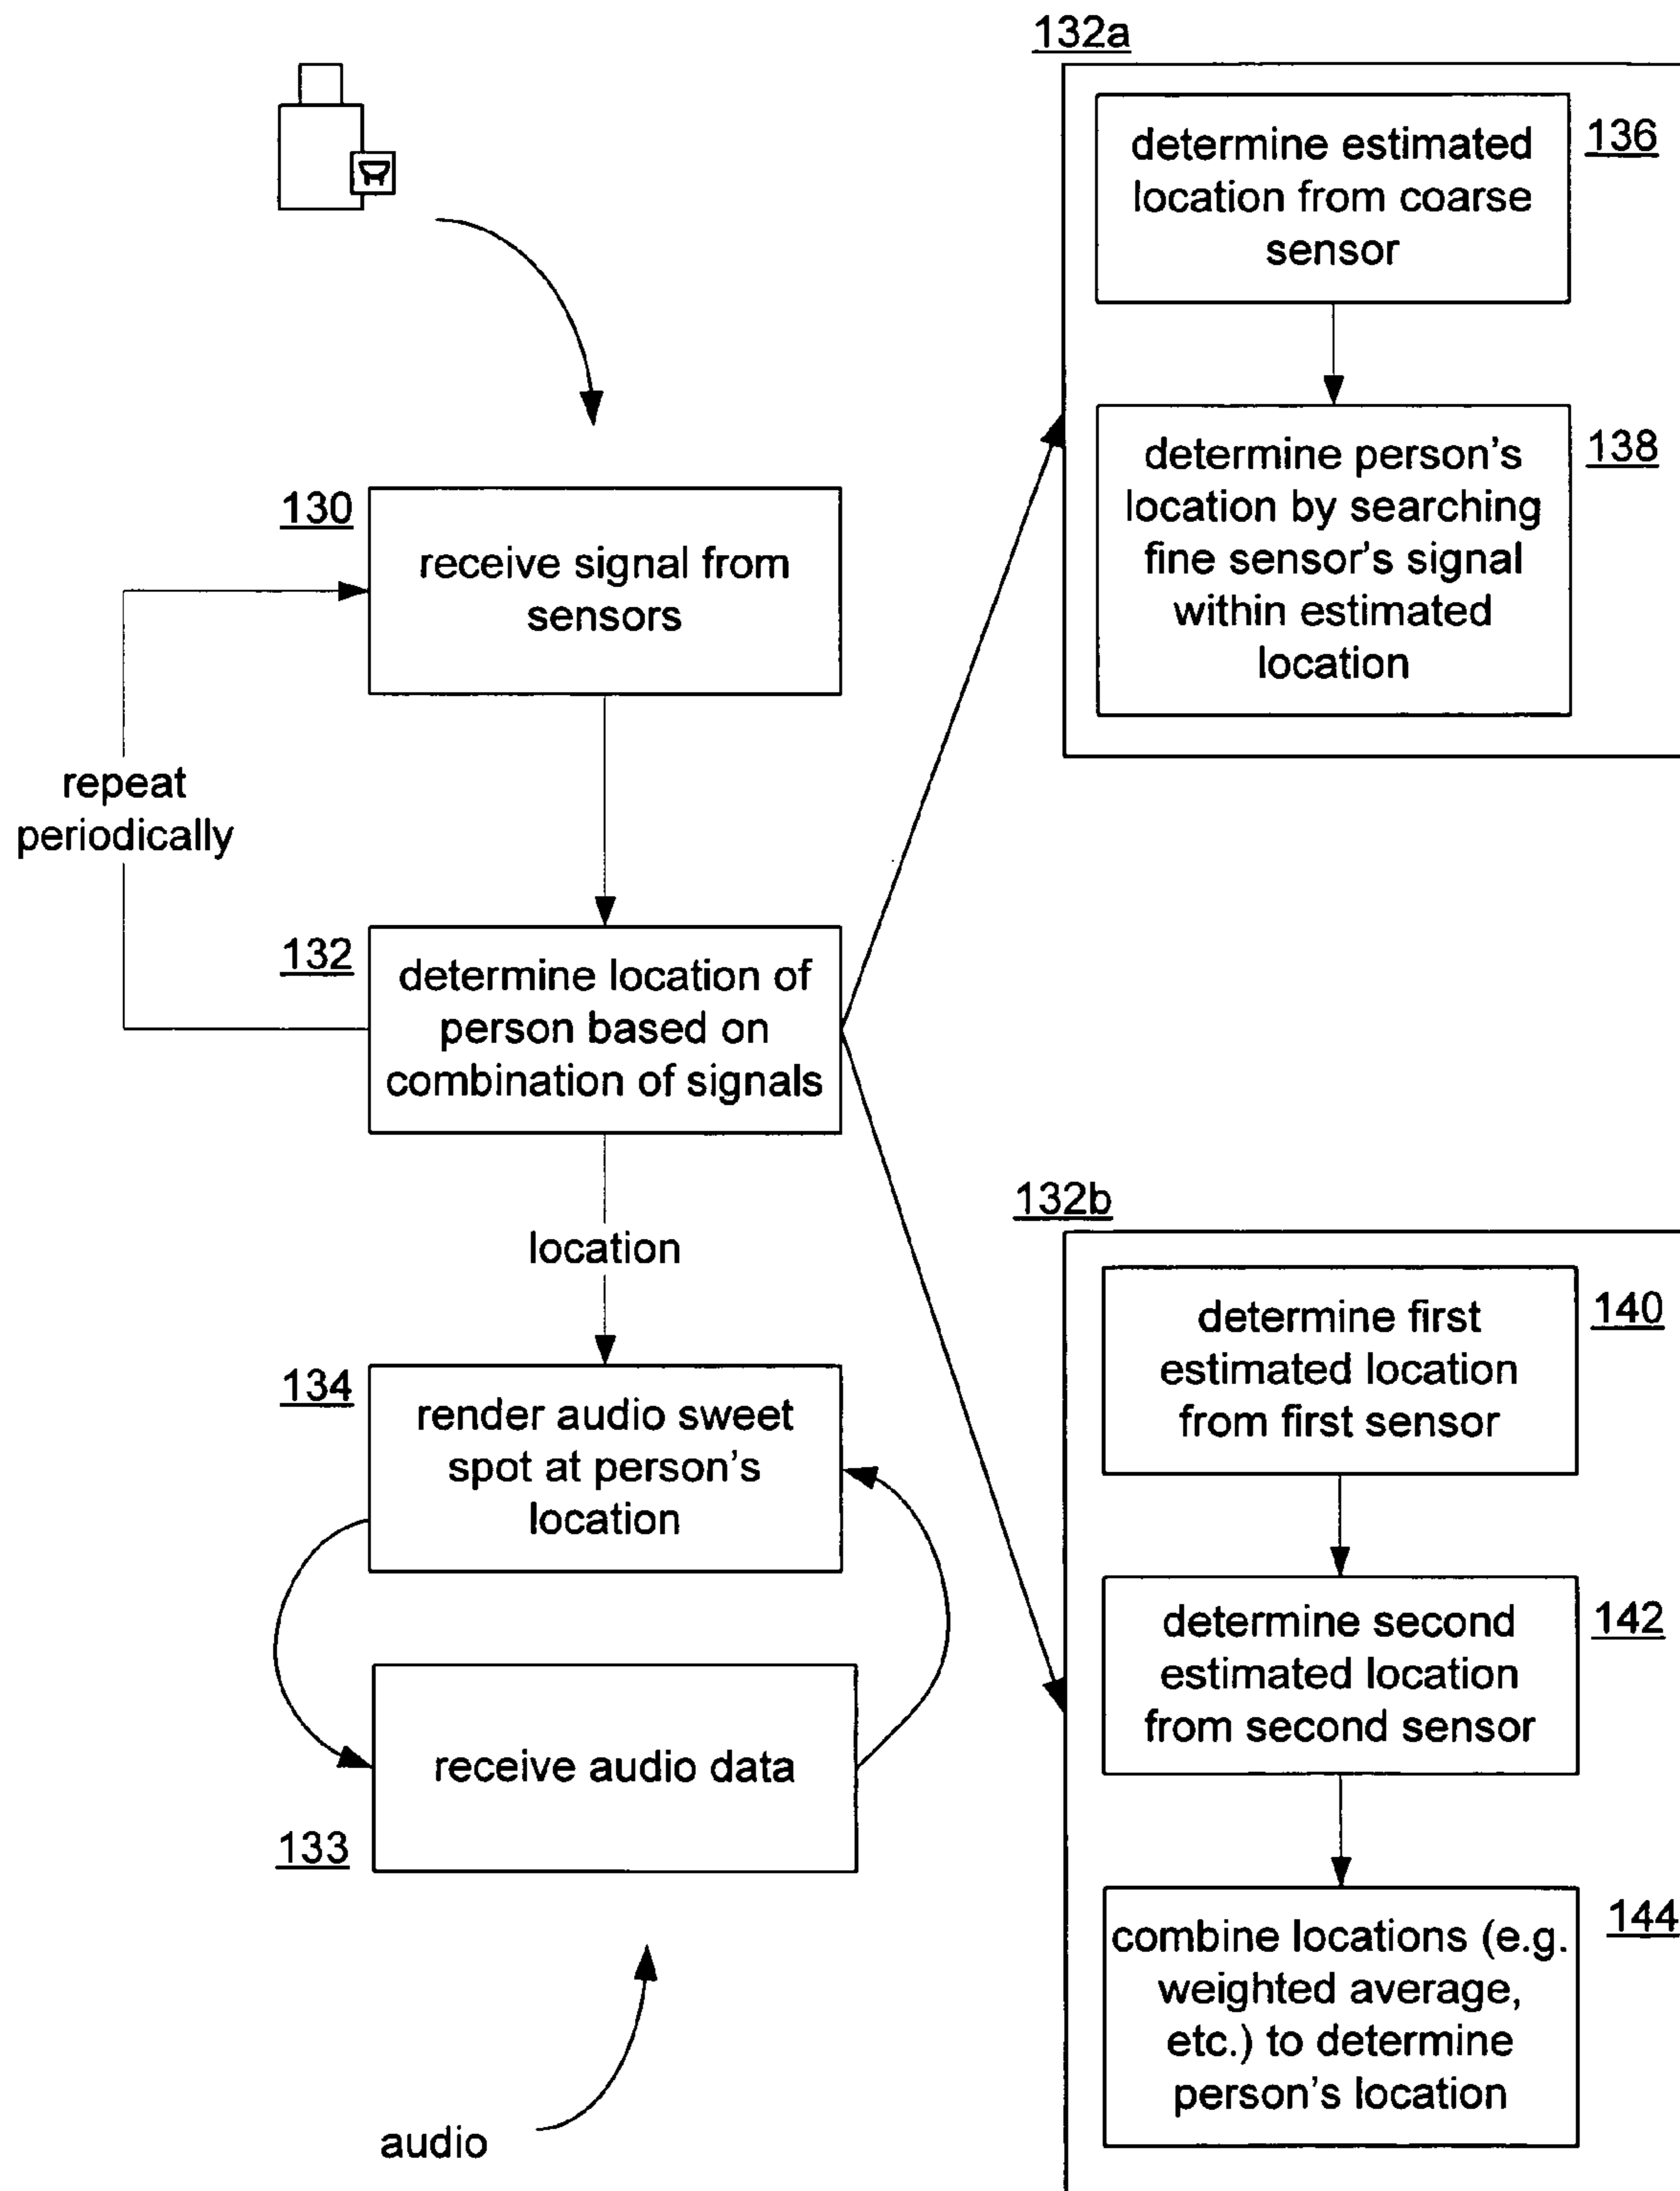 132a
determine estimated
location from coarse
sensor
136
determine person's
location by searching
fine sensor's signal
within estimated
location
138
130
receive signal from
sensors
repeat
periodically
132
determine location of
person based on
combination of signals
location
134
render audio sweet
spot at person's
location
receive audio data
133
audio
132b
determine first
estimated location
from first sensor
140
determine second
estimated location
from second sensor
142
combine locations (e.g.
weighted average,
etc.) to determine
person's location
144